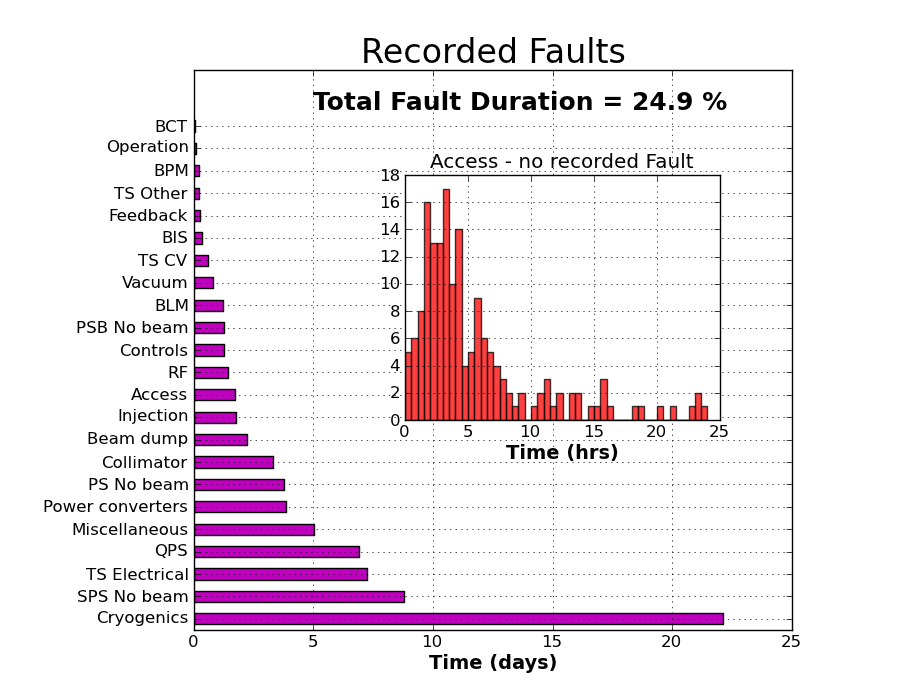 Recorded Faults
Total Fault Duration = 24.9 %
BCT
Operation
BPM
TS Other
Feedback
BIS
TS CV
Vacuum
BLM
PSB No beam
Controls
RF
Access
Injection
Beam dump
Collimator
PS No beam
Power converters
Miscellaneous
QPS
TS Electrical
SPS No beam
Cryogenics
Access - no recorded Fault
18
16
14
12
10
8
6
4
2
0
0 5 10 15 20 25
Time (hrs)
0 5 10 15 20 25
Time (days)